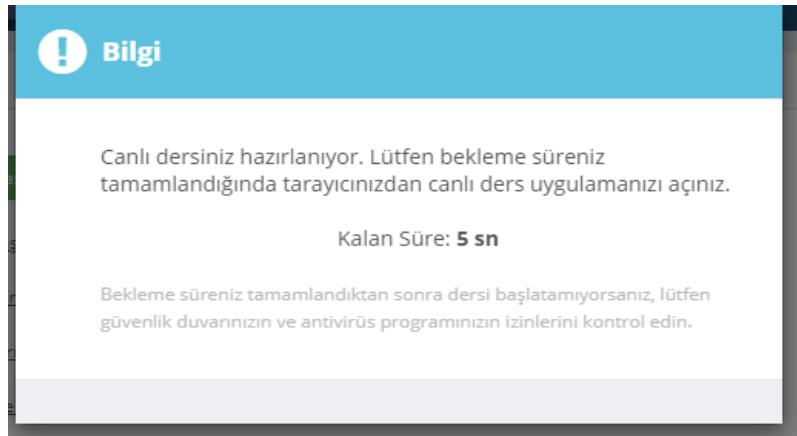 Bilgi
Canlı dersiniz hazırlanıyor. Lütfen bekleme süreniz
tamamlandığında tarayıcınızdan canlı ders uygulamanızı açınız.
Kalan Süre: 5 sn
Bekleme süreniz tamamlandıktan sonra dersi başlatamıyorsanız, lütfen
güvenlik duvarınızın ve antivirüs programınızın izinlerini kontrol edin.